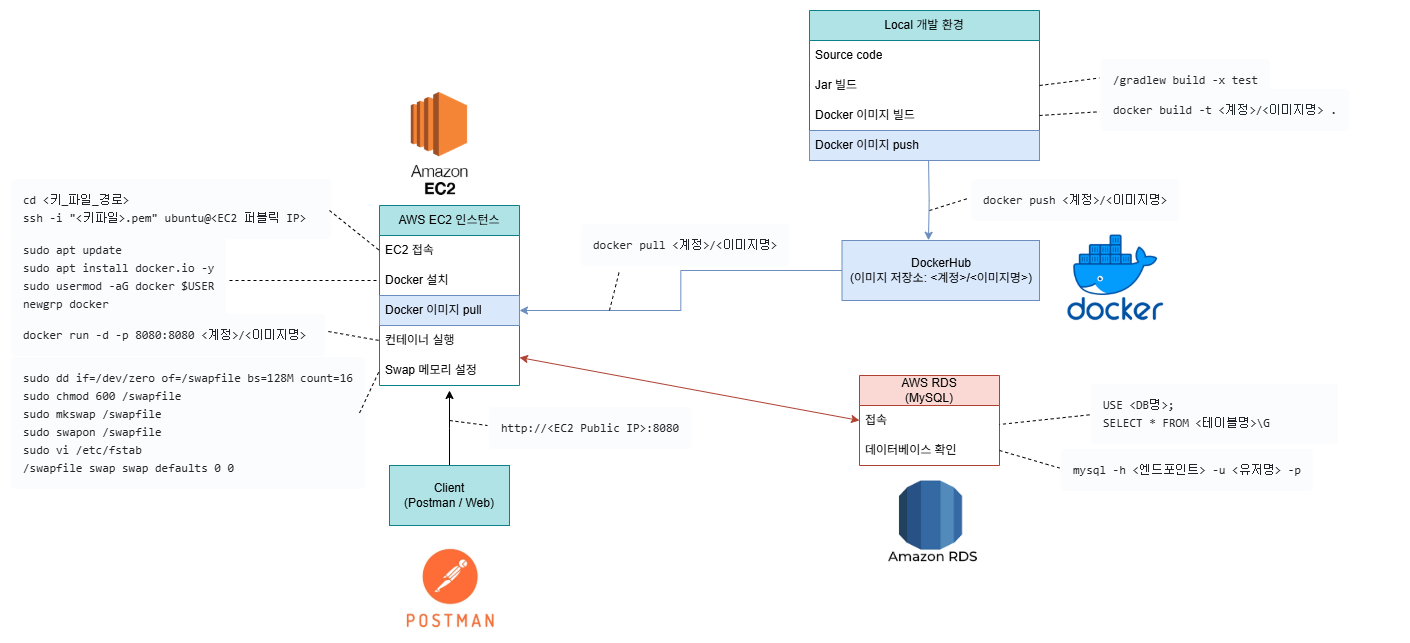 Local 개발 환경
Source code
Jar 빌드
Docker 이미지 빌드
Docker 이미지 push
/gradlew build -x test
docker build -t <계정>/<이미지명> .
docker push <계정>/<이미지명>
DockerHub
(이미지 저장소: <계정>/<이미지명>)
docker
docker pull <계정>/<이미지명>
Amazon
EC2
AWS EC2 인스턴스
EC2 접속
Docker 설치
Docker 이미지 pull
컨테이너 실행
Swap 메모리 설정
cd <키_파일_경로>
ssh -i "<키파일>.pem" ubuntu@<EC2 퍼블릭 IP>
sudo apt update
sudo apt install docker.io -y
sudo usermod -aG docker $USER
newgrp docker
docker run -d -p 8080:8080 <계정>/<이미지명>
sudo dd if=/dev/zero of=/swapfile bs=128M count=16
sudo chmod 600 /swapfile
sudo mkswap /swapfile
sudo swapon /swapfile
sudo vi /etc/fstab
/swapfile swap swap defaults 0 0
http://<EC2 Public IP>:8080
Client
(Postman / Web)
POSTMAN
AWS RDS
(MySQL)
접속
데이터베이스 확인
USE <DB명>;
SELECT * FROM <테이블명>\G
mysql -h <엔드포인트> -u <유저명> -p
Amazon RDS